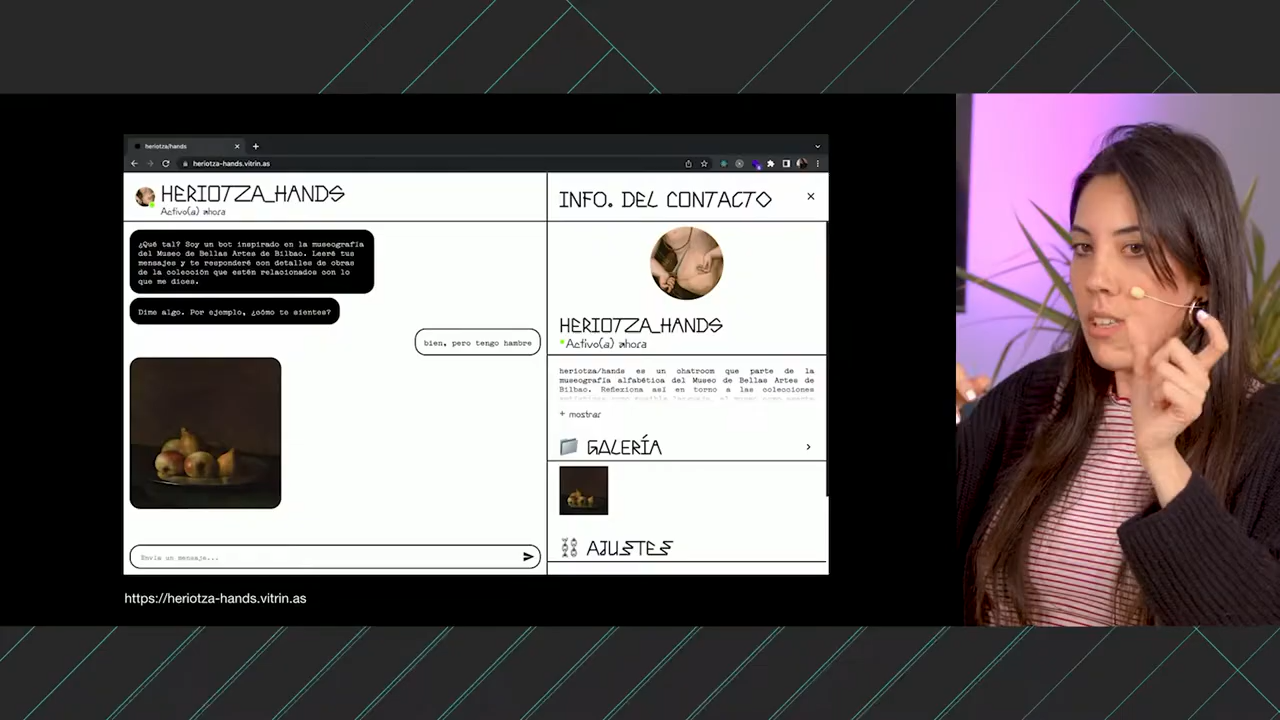 heriotza/hands
heriotza-hands.vitrin.as
HERIOTZA_HANDS
Activo(a) ahora
¿Qué tal? Soy un bot inspirado en la museografía
del Museo de Bellas Artes de Bilbao. Leeré tus
mensajes y te responderé con detalles de obras
de la colección que estén relacionados con lo
que me dices.
Dime algo. Por ejemplo, ¿cómo te sientes?
bien, pero tengo hambre
Envía un mensaje...
INFO. DEL CONTACTO
HERIOTZA_HANDS
Activo(a) ahora
heriotza/hands es un chatroom que parte de la
museografía alfabética del Museo de Bellas Artes de
Bilbao. Reflexiona así en torno a las colecciones
+ mostrar
GALERÍA
AJUSTES
https://heriotza-hands.vitrin.as